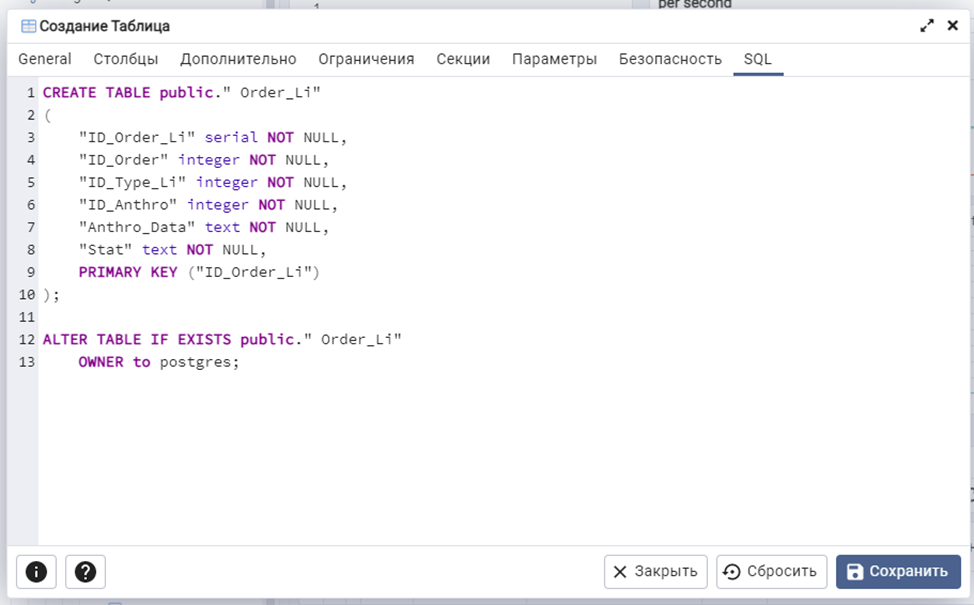 per second
Создание Таблица
General Столбцы Дополнительно Ограничения Секции Параметры Безопасность SQL
1 CREATE TABLE public." Order_Li"
2 (
3 "ID_Order_Li" serial NOT NULL,
4 "ID_Order" integer NOT NULL,
5 "ID_Type_Li" integer NOT NULL,
6 "ID_Anthro" integer NOT NULL,
7 "Anthro_Data" text NOT NULL,
8 "Stat" text NOT NULL,
9 PRIMARY KEY ("ID_Order_Li")
10 );
11
12 ALTER TABLE IF EXISTS public." Order_Li"
13 OWNER to postgres;
Закрыть Сбросить Сохранить